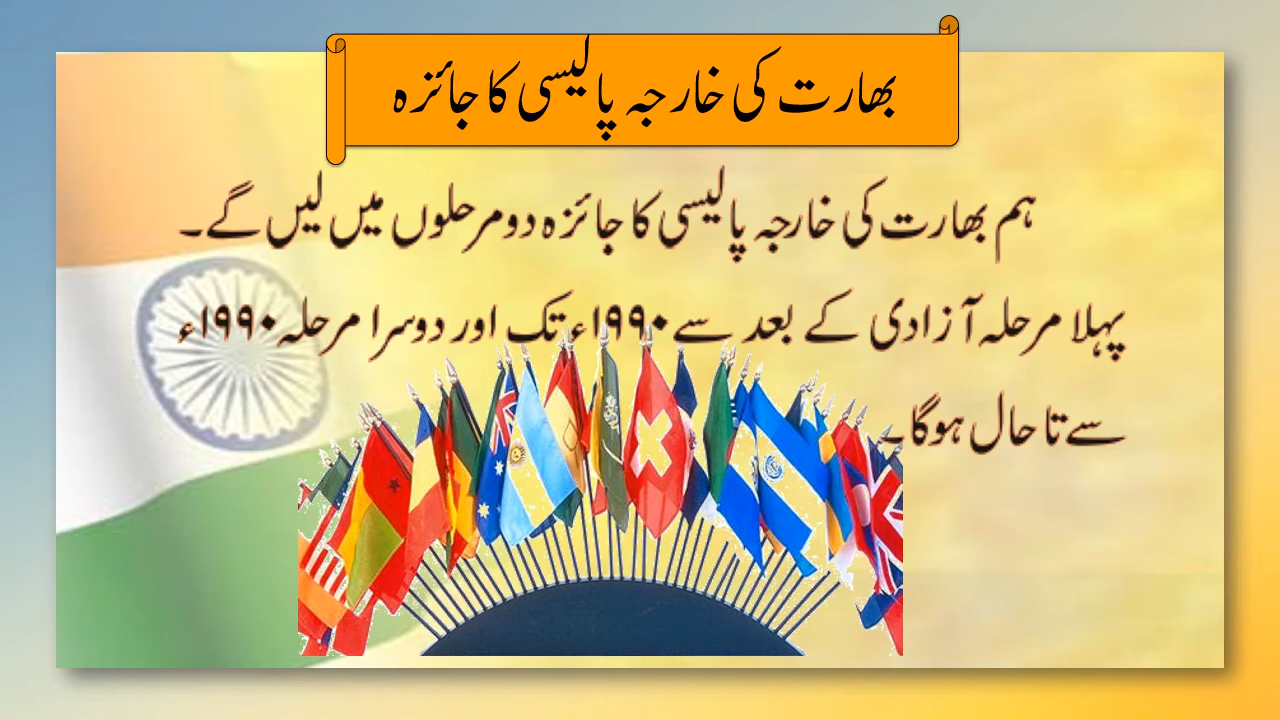 بھارت کی خارجہ پالیسی کا جائزہ
ہم بھارت کی خارجہ پالیسی کا جائزہ دو مرحلوں میں لیں گے۔
پہلا مرحلہ آزادی کے بعد سے ۱۹۹۰ء تک اور دوسرا مرحلہ ۱۹۹۰ء
سے تا حال ہوگا۔